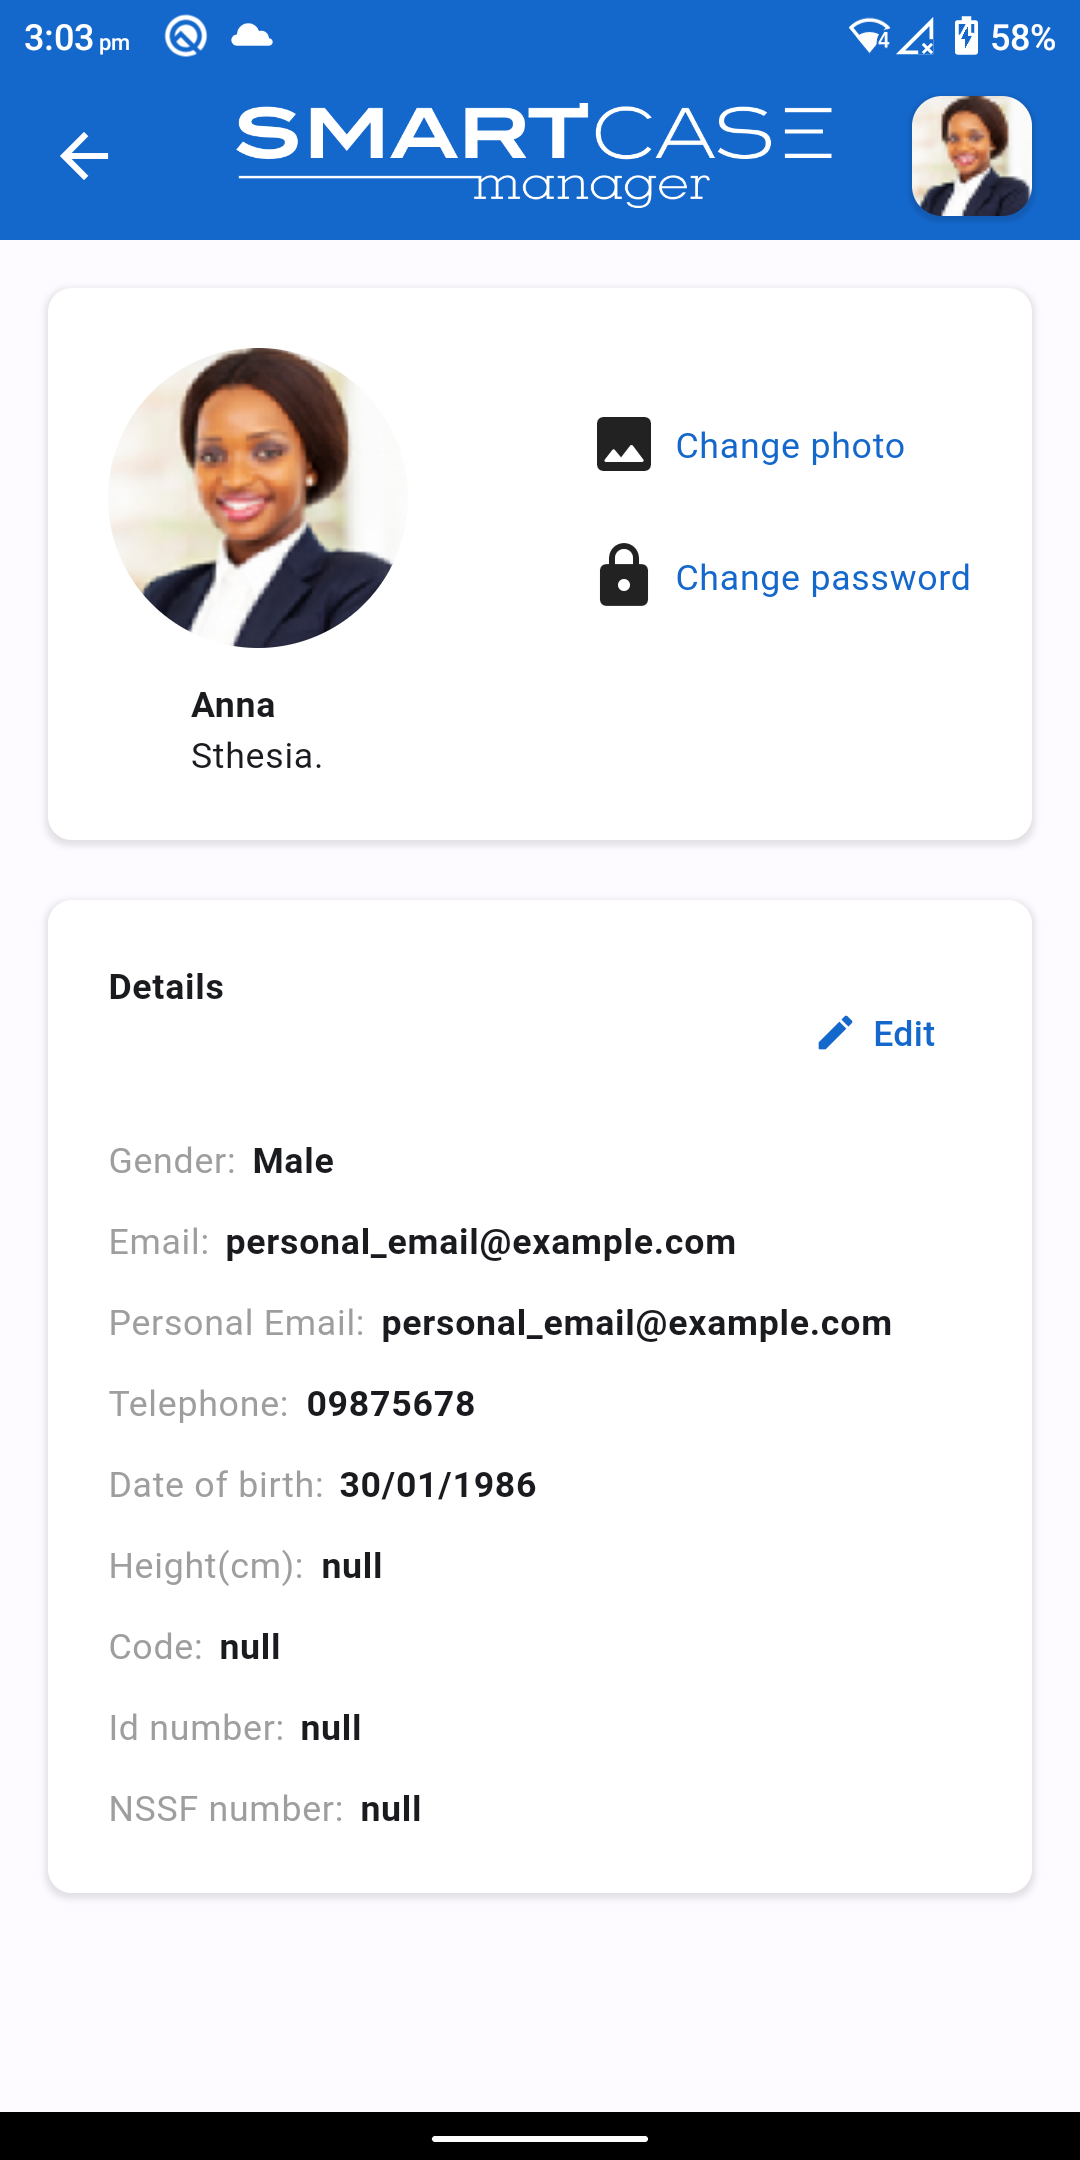 3:03 pm
4
58%
SMARTCASE
manager
Change photo
Change password
Anna
Sthesia.
Details
Edit
Gender: Male
Email: personal_email@example.com
Personal Email: personal_email@example.com
Telephone: 09875678
Date of birth: 30/01/1986
Height(cm): null
Code: null
Id number: null
NSSF number: null